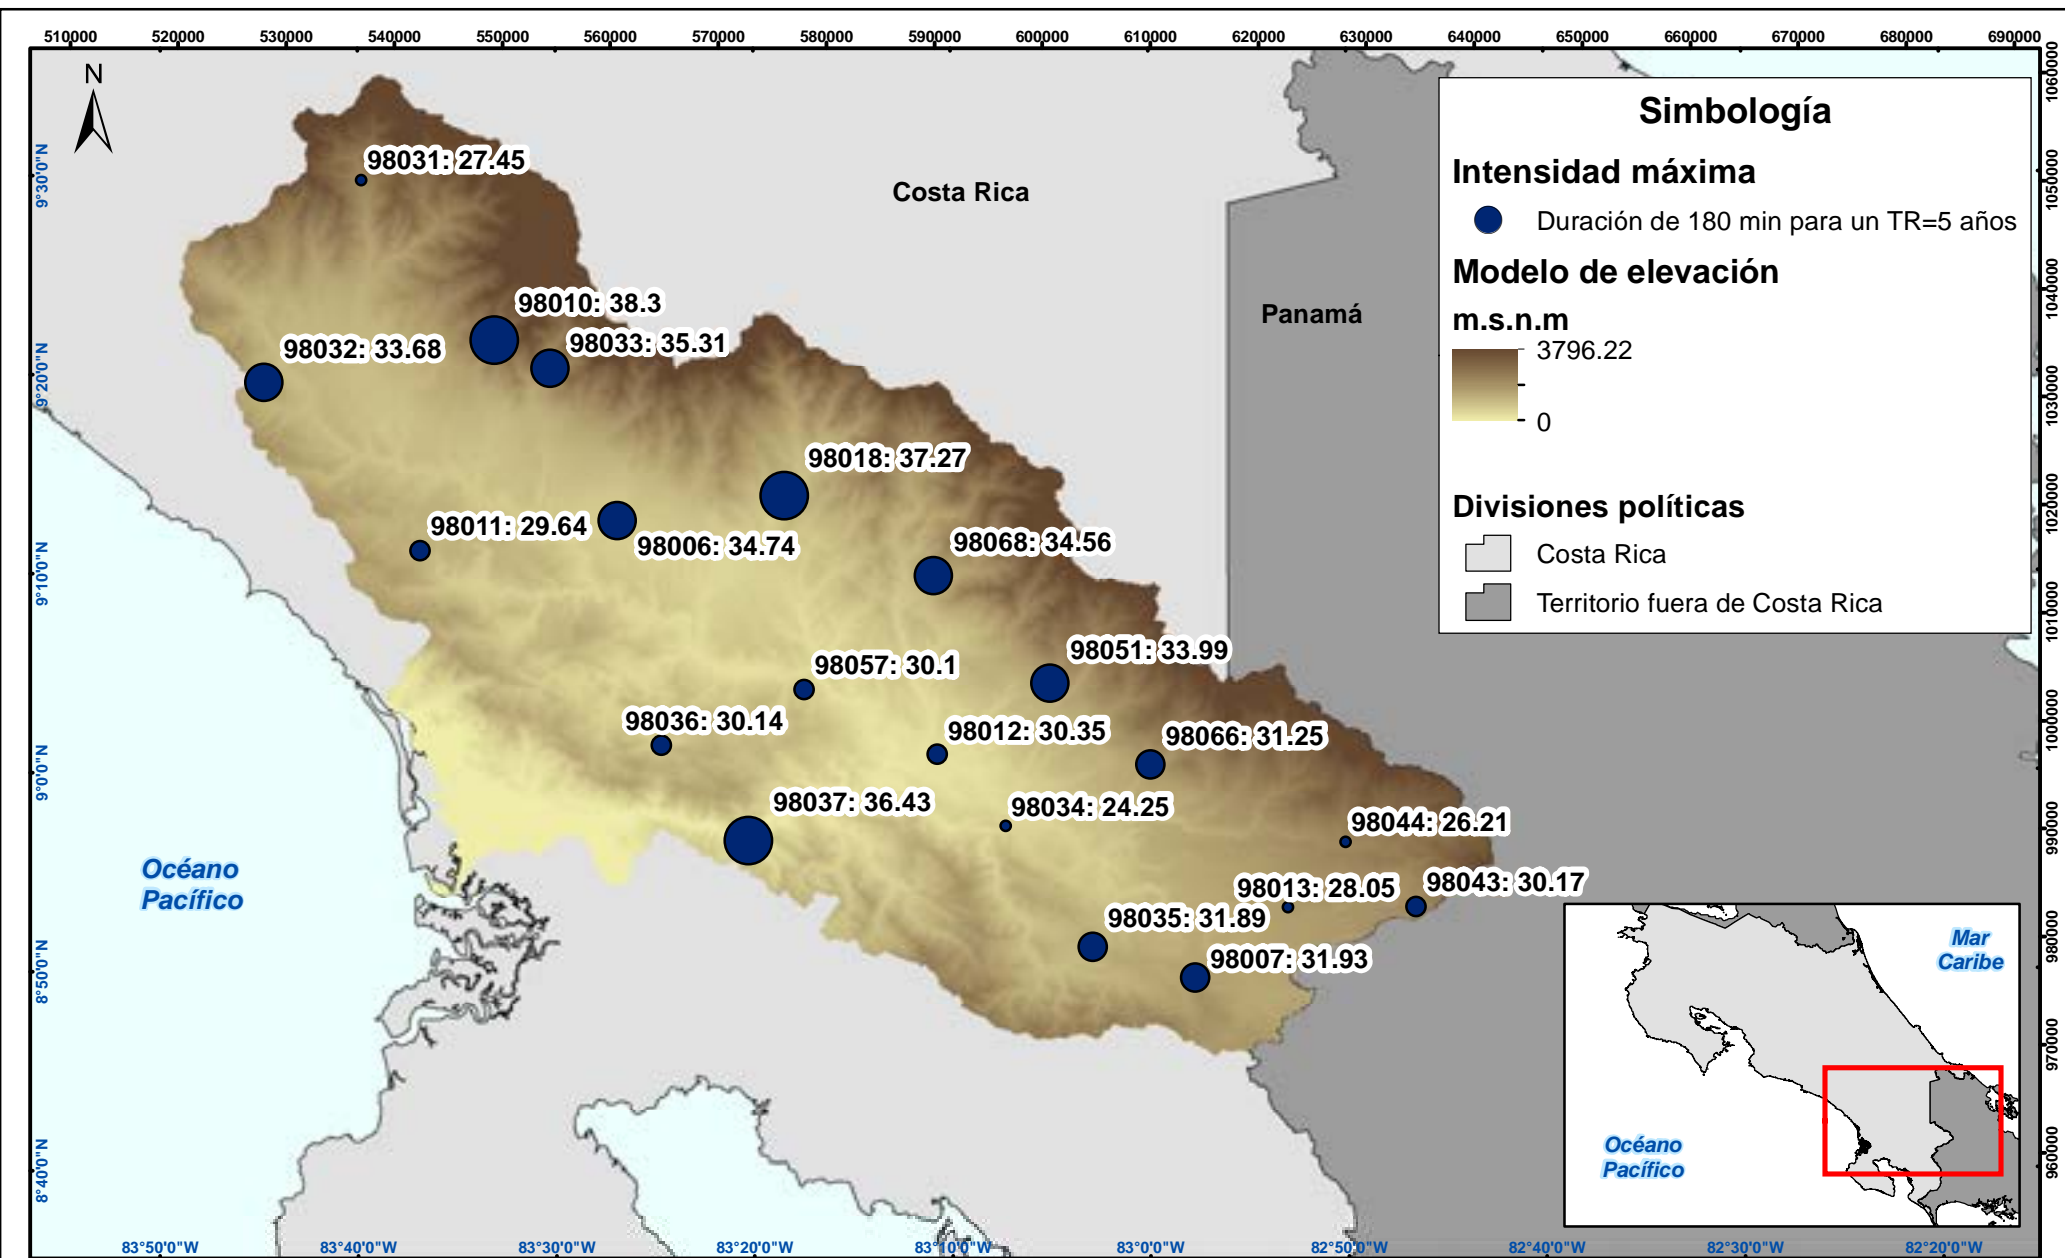 510000 520000 530000 540000 550000 560000 570000 580000 590000 600000 610000 620000 630000 640000 650000 660000 670000 680000 690000
N
Simbología
Intensidad máxima
Duración de 180 min para un TR=5 años
Modelo de elevación
m.s.n.m
3796.22
0
Divisiones políticas
Costa Rica
Territorio fuera de Costa Rica
Costa Rica
Panamá
98031: 27.45
98010: 38.3
98033: 35.31
98032: 33.68
98018: 37.27
98011: 29.64
98006: 34.74
98068: 34.56
98051: 33.99
98057: 30.1
98036: 30.14
98012: 30.35
98066: 31.25
98037: 36.43
98034: 24.25
98044: 26.21
98013: 28.05
98043: 30.17
98035: 31.89
98007: 31.93
Océano
Pacífico
Mar
Caribe
Océano
Pacífico
9°30'0"N
9°20'0"N
9°10'0"N
9°0'0"N
8°50'0"N
8°40'0"N
1060000
1050000
1040000
1030000
1020000
1010000
1000000
990000
980000
970000
960000
83°50'0"W 83°40'0"W 83°30'0"W 83°20'0"W 83°10'0"W 83°0'0"W 82°50'0"W 82°40'0"W 82°30'0"W 82°20'0"W